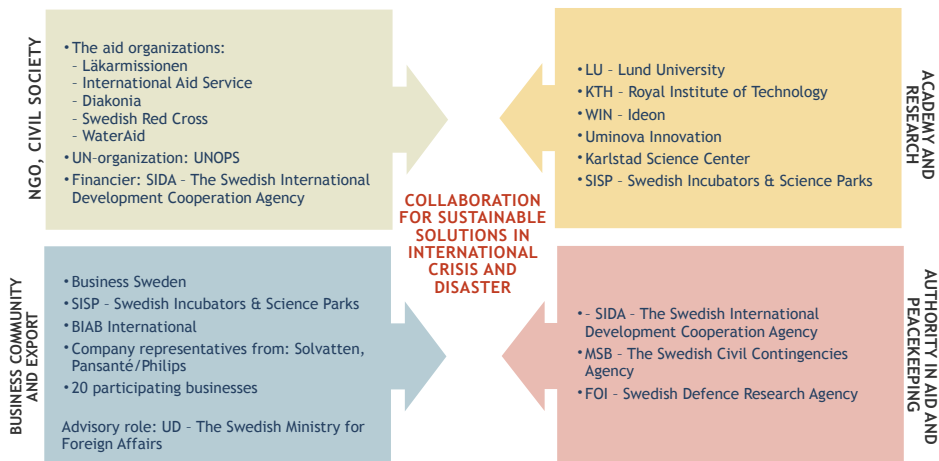 NGO, CIVIL SOCIETY
• The aid organizations:
– Läkarmissionen
– International Aid Service
– Diakonia
– Swedish Red Cross
– WaterAid
• UN-organization: UNOPS
• Financier: SIDA – The Swedish International
Development Cooperation Agency
ACADEMY AND
RESEARCH
• LU – Lund University
• KTH – Royal Institute of Technology
• WIN – Ideon
• Uminova Innovation
• Karlstad Science Center
• SISP – Swedish Incubators & Science Parks
COLLABORATION
FOR SUSTAINABLE
SOLUTIONS IN
INTERNATIONAL
CRISIS AND
DISASTER
BUSINESS COMMUNITY
AND EXPORT
• Business Sweden
• SISP – Swedish Incubators & Science Parks
• BIAB International
• Company representatives from: Solvatten,
Pansanté/Philips
• 20 participating businesses
Advisory role: UD – The Swedish Ministry for
Foreign Affairs
AUTHORITY IN AID AND
PEACEKEEPING
• – SIDA – The Swedish International
Development Cooperation Agency
• MSB – The Swedish Civil Contingencies
Agency
• FOI – Swedish Defence Research Agency